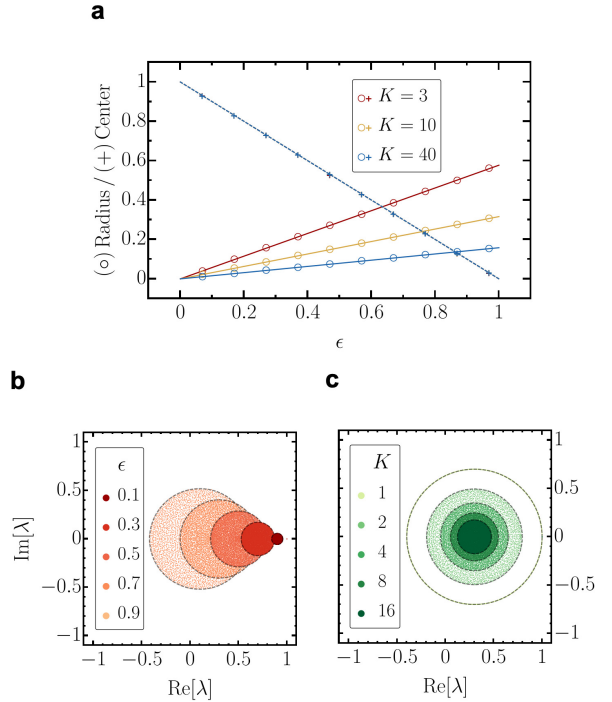 a
(○) Radius / (+) Center
1
0.8
0.6
0.4
0.2
0
K = 3
K = 10
K = 40
0 0.2 0.4 0.6 0.8 1
ϵ
b
Im[λ]
1
0.5
0
−0.5
−1
ϵ
0.1
0.3
0.5
0.7
0.9
−1 −0.5 0 0.5 1
Re[λ]
c
K
1
2
4
8
16
1
0.5
0
−0.5
−1
−1 −0.5 0 0.5 1
Re[λ]